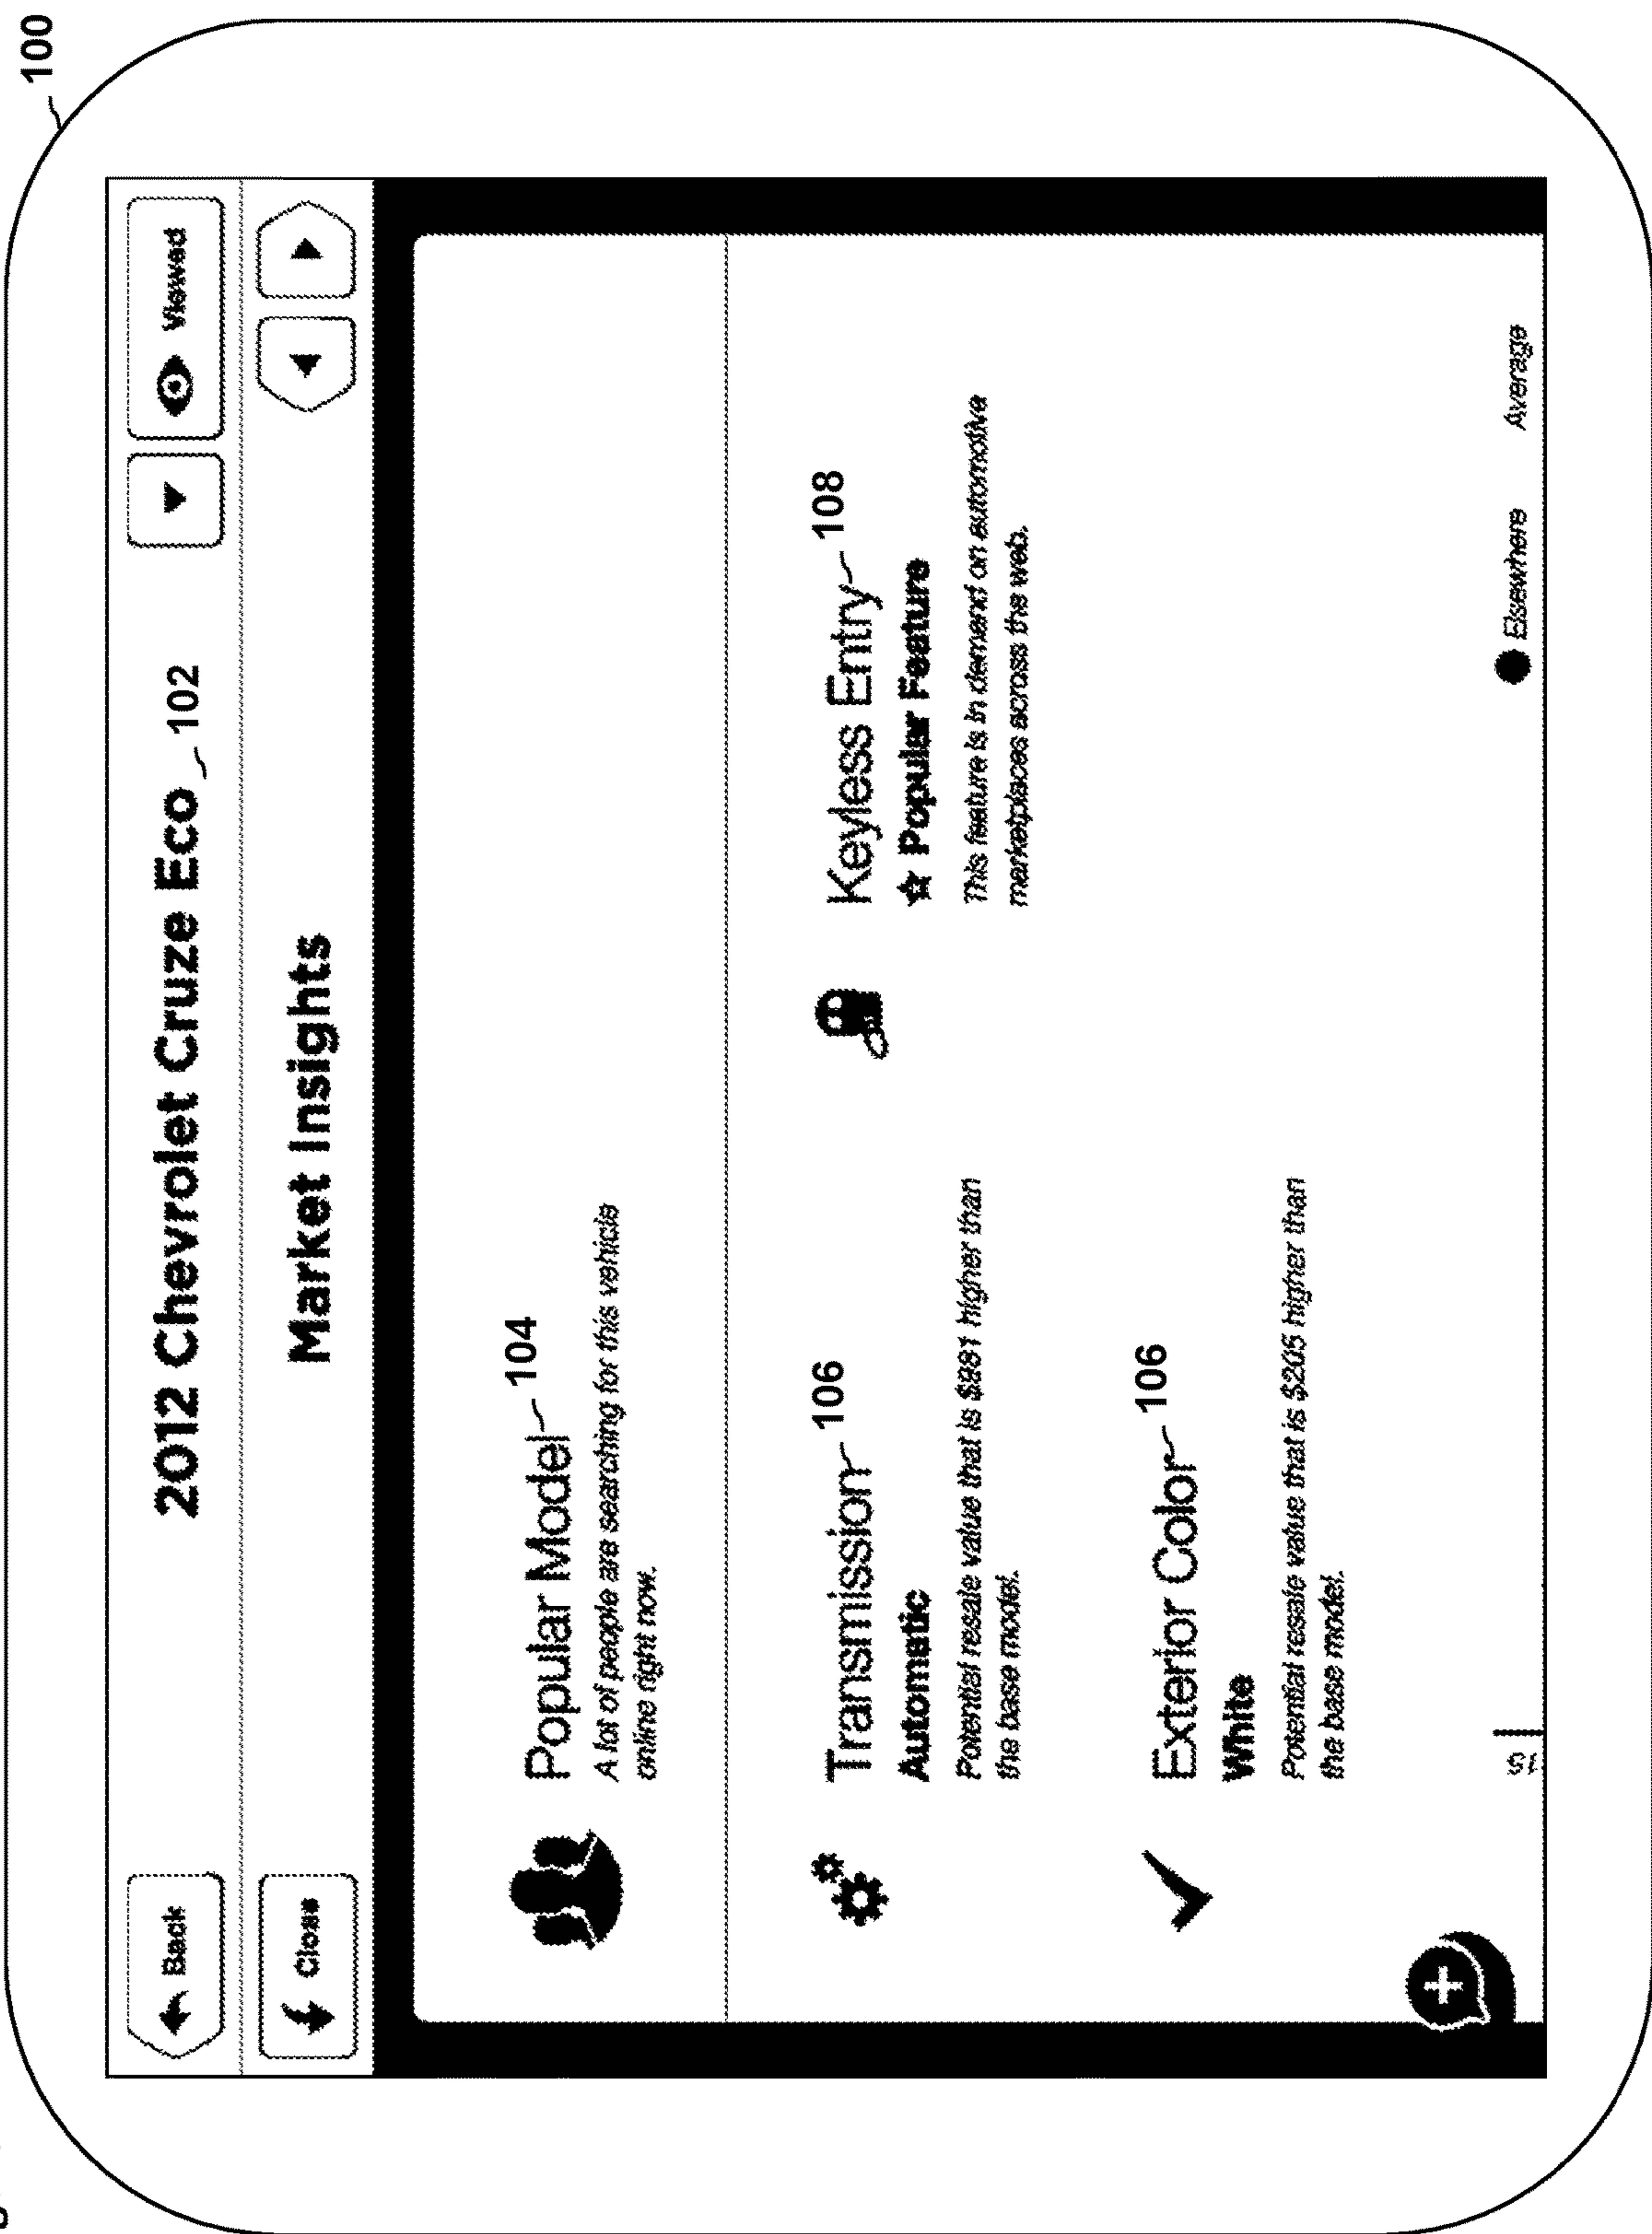 100
Back
2012 Chevrolet Cruze Eco 102
Viewed
Close
Market Insights
Popular Model 104
A lot of people are searching for this vehicle
online right now.
Transmission 106
Automatic
Potential resale value that is $981 higher than
the base model.
Keyless Entry 108
Popular Feature
This feature is in demand on automotive
marketplaces across the web.
Exterior Color 106
White
Potential resale value that is $205 higher than
the base model.
Elsewhere
Average